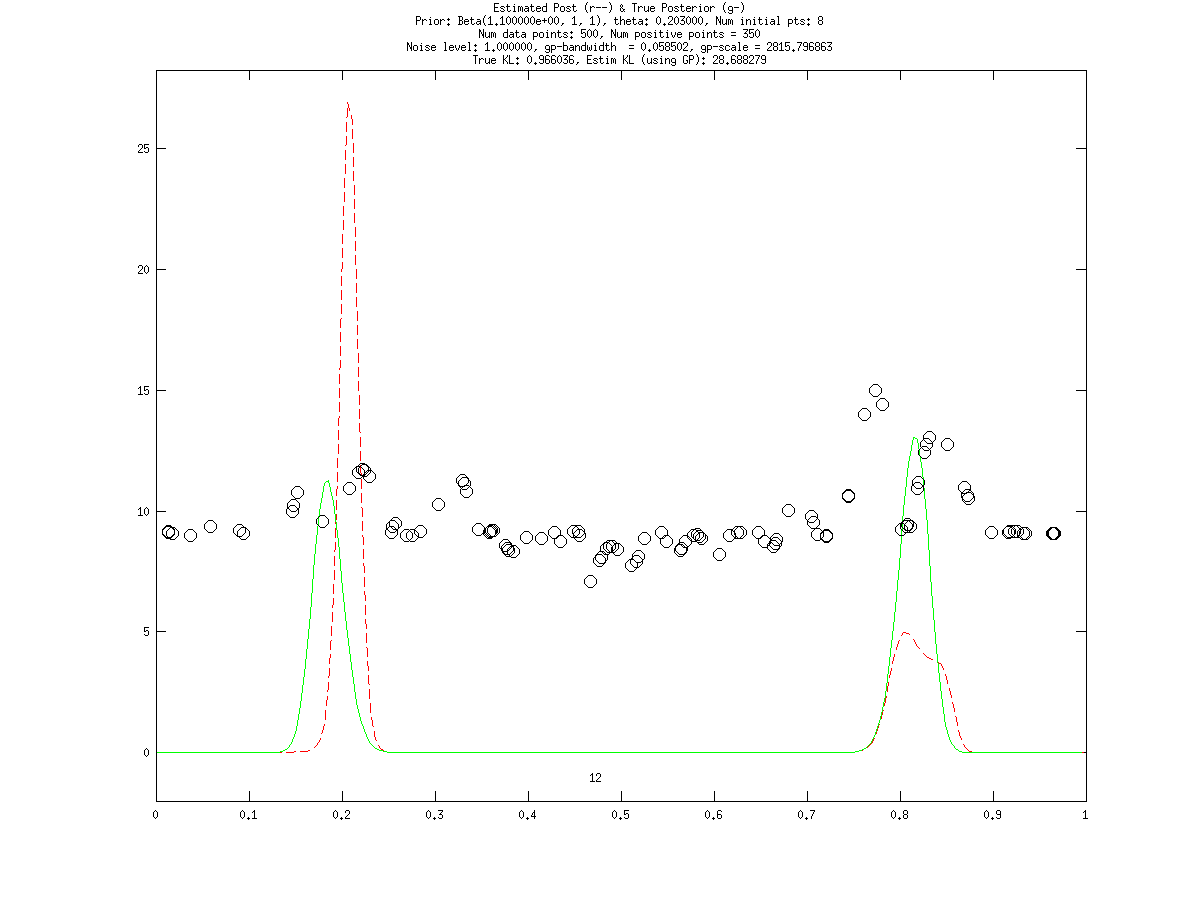 Estimated Post (r--) & True Posterior (g-)
Prior: Beta(1.100000e+00, 1, 1), theta: 0.203000, Num initial pts: 8
Num data points: 500, Num positive points = 350
Noise level: 1.000000, gp-bandwidth  = 0.058502, gp-scale = 2815.796863
True KL: 0.966036, Estim KL (using GP): 28.688279
25
20
15
10
5
0
12
0 0.1 0.2 0.3 0.4 0.5 0.6 0.7 0.8 0.9 1